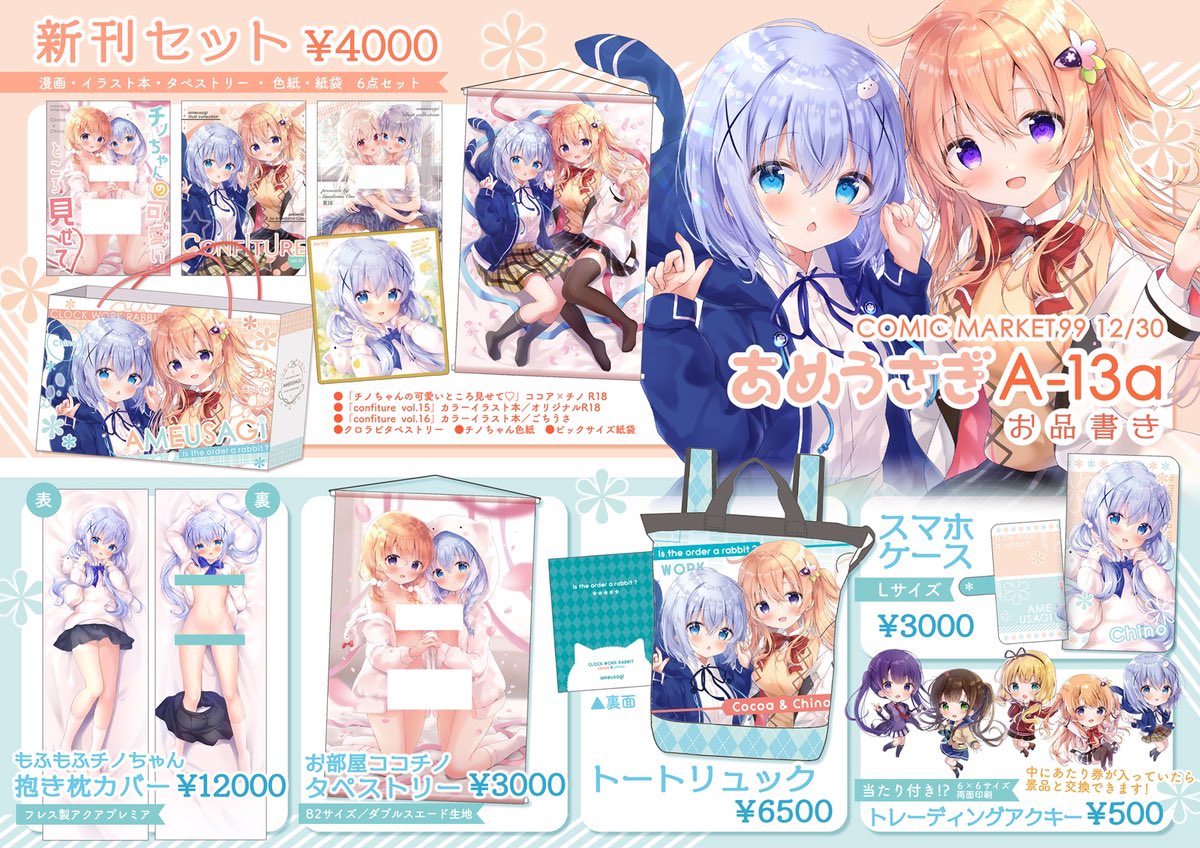 新刊セット ¥4000
漫画・イラスト本・タペストリー・色紙・紙袋 6点セット
チノちゃんの可愛い
ところ見せて♡
ameusagi
illust collection
CONFITURE
presents by
R18
CLOCK WORK RABBIT
Chino
Cocoa
AMEUSAGI
Is the order a rabbit?
AMEUSAGI
●「チノちゃんの可愛いところ見せて♡」ココア×チノ R18
●「confiture vol.15」カラーイラスト本/オリジナルR18
●「confiture vol.16」カラーイラスト本/ごちうさ
●クロラビタペストリー ●チノちゃん色紙 ●ビックサイズ紙袋
COMIC MARKET99 12/30
あめうさぎ A-13a
お品書き
表
裏
もふもふチノちゃん
抱き枕カバー ¥12000
フレス製アクアプレミア
お部屋ココチノ
タペストリー ¥3000
B2サイズ/ダブルスエード生地
is the order a rabbit?
★★★★★
CLOCK WORK RABBIT
ameusagi
▲裏面
is the order a rabbit?
WORK
Cocoa & Chino
トートリュック
¥6500
スマホ
ケース
Lサイズ
¥3000
AME
USAGI
Chino
当たり付き!? 6×6サイズ
両面印刷
中にあたり券が入っていたら
景品と交換できます!
トレーディングアクキー ¥500